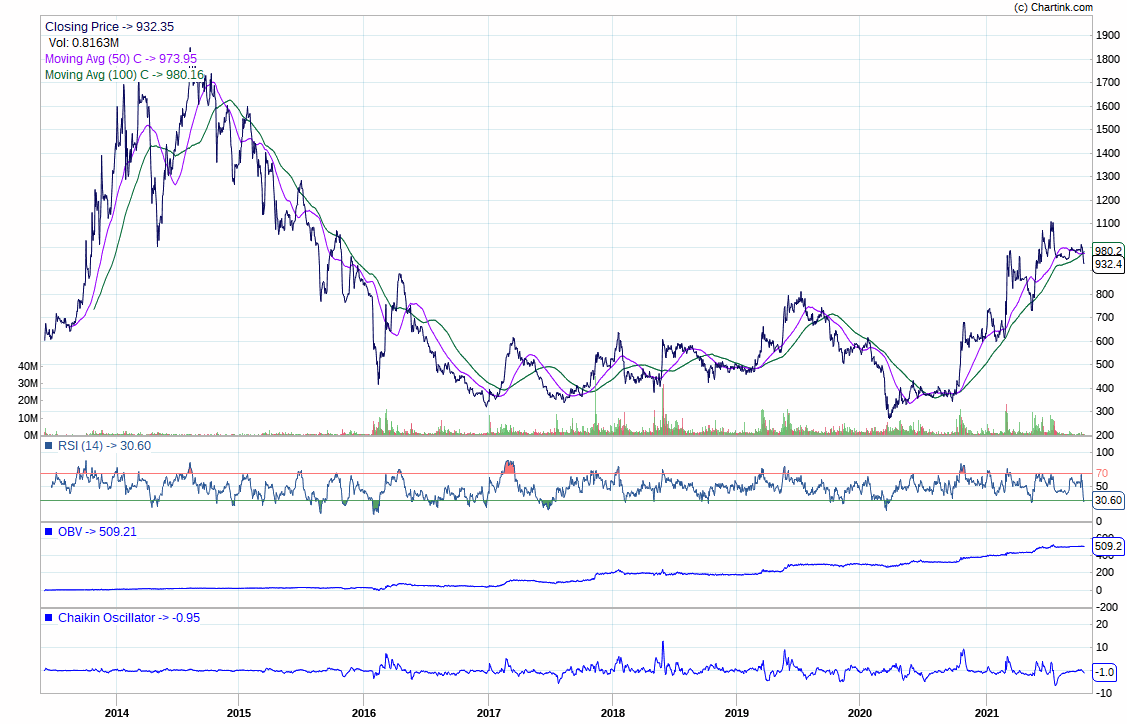 (c) Chartink.com
Closing Price -> 932.35
Vol: 0.8163M
Moving Avg (50) C -> 973.95
Moving Avg (100) C -> 980.16
1900
1800
1700
1600
1500
1400
1300
1200
1100
980.2
932.4
800
700
600
500
400
300
200
40M
30M
20M
10M
0M
RSI (14) -> 30.60
100
70
50
30.60
0
OBV -> 509.21
600
509.2
400
200
0
-200
Chaikin Oscillator -> -0.95
20
10
-1.0
-10
2014 2015 2016 2017 2018 2019 2020 2021